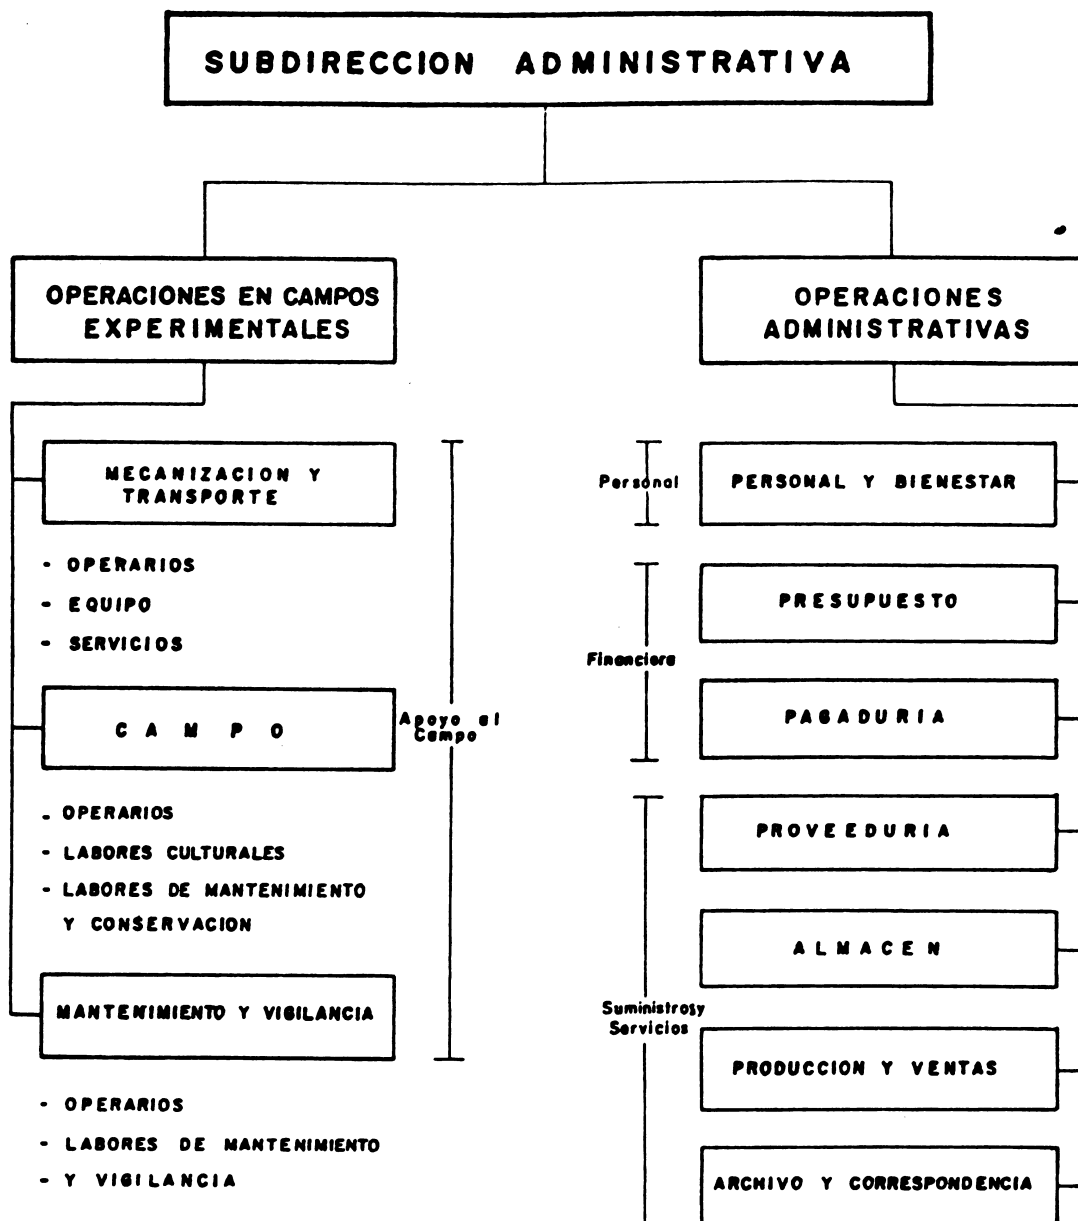 SUBDIRECCION ADMINISTRATIVA
OPERACIONES EN CAMPOS
EXPERIMENTALES
MECANIZACION Y
TRANSPORTE
- OPERARIOS
- EQUIPO
- SERVICIOS
CAMPO
- OPERARIOS
- LABORES CULTURALES
- LABORES DE MANTENIMIENTO
Y CONSERVACION
MANTENIMIENTO Y VIGILANCIA
- OPERARIOS
- LABORES DE MANTENIMIENTO
- Y VIGILANCIA
Apoyo al
Campo
OPERACIONES
ADMINISTRATIVAS
Personal
PERSONAL Y BIENESTAR
Financiera
PRESUPUESTO
PAGADURIA
Suministros y
Servicios
PROVEEDURIA
ALMACEN
PRODUCCION Y VENTAS
ARCHIVO Y CORRESPONDENCIA